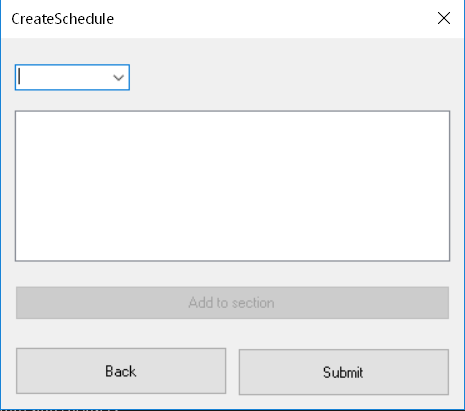 CreateSchedule
Add to section
Back
Submit